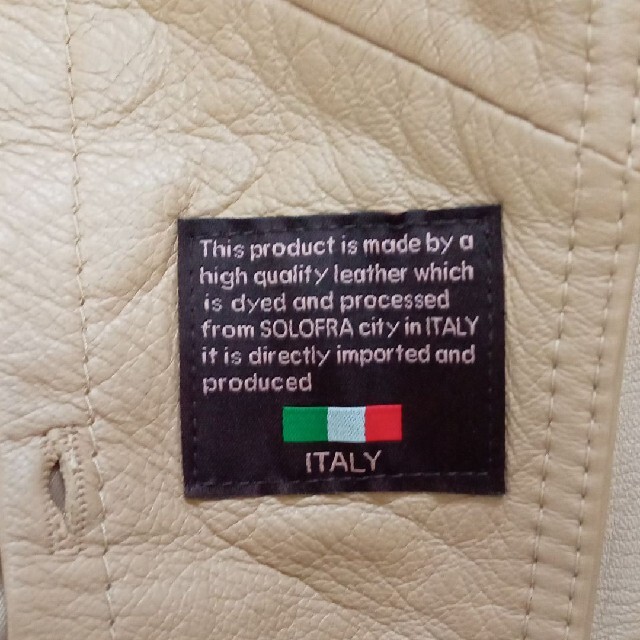 This product is made by a
high quality leather which
is dyed and processed
from SOLOFRA city in ITALY
it is directly imported and
produced
ITALY